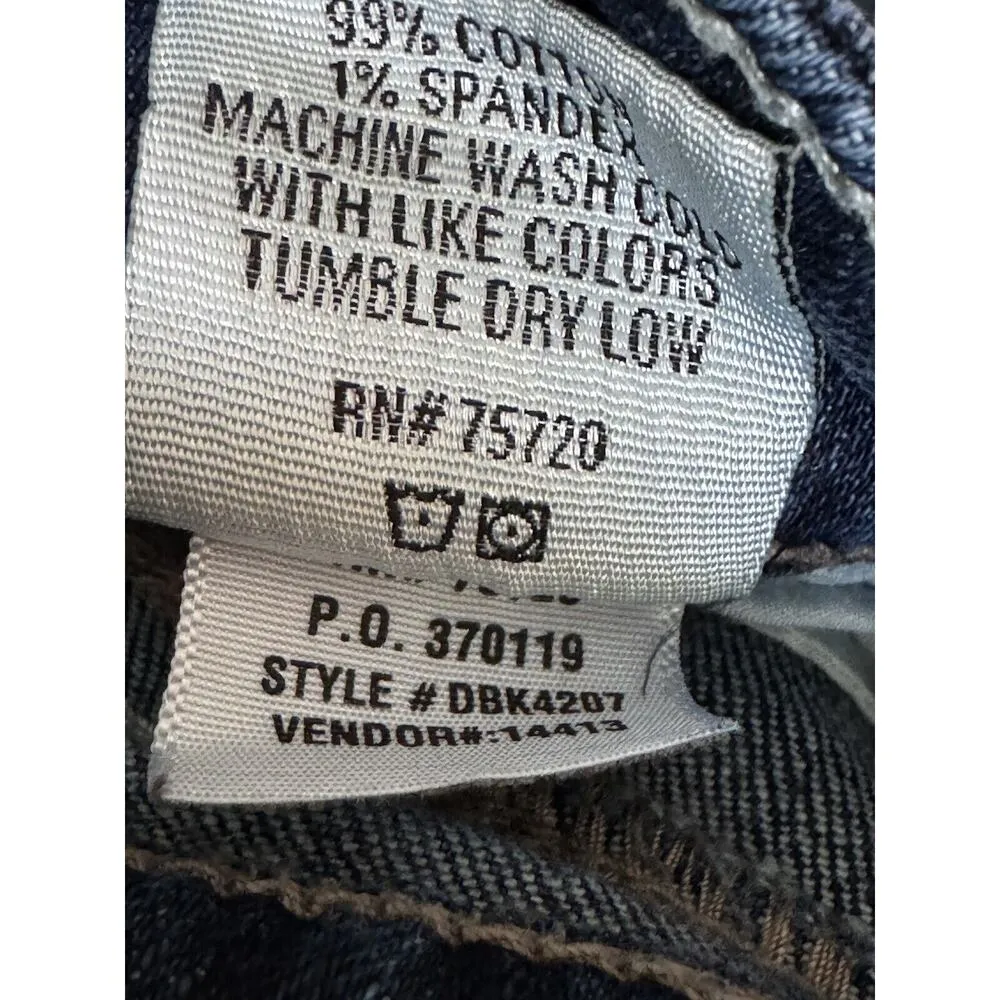 99% COTTON
1% SPANDEX
MACHINE WASH COLD
WITH LIKE COLORS
TUMBLE DRY LOW
RN# 75720
P.O. 370119
STYLE # DBK4207
VENDOR#:14413